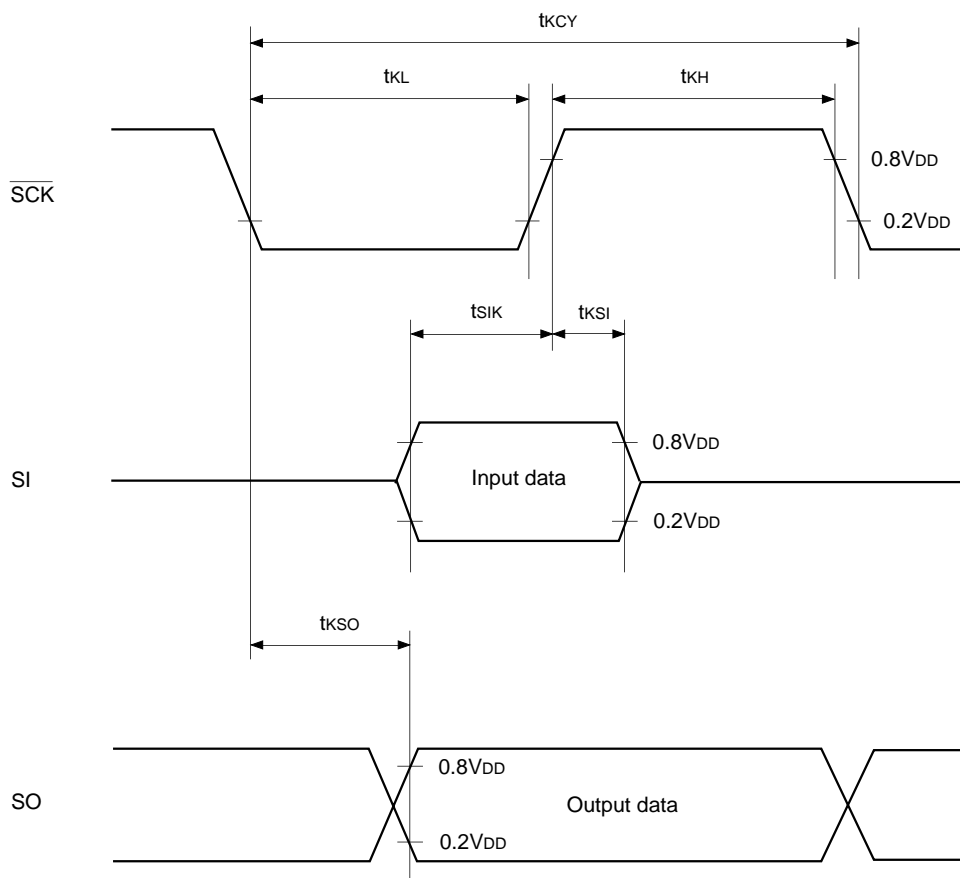 tKCY
tKL
tKH
0.8VDD
SCK
0.2VDD
tSIK
tKSI
0.8VDD
SI
Input data
0.2VDD
tKSO
0.8VDD
SO
Output data
0.2VDD